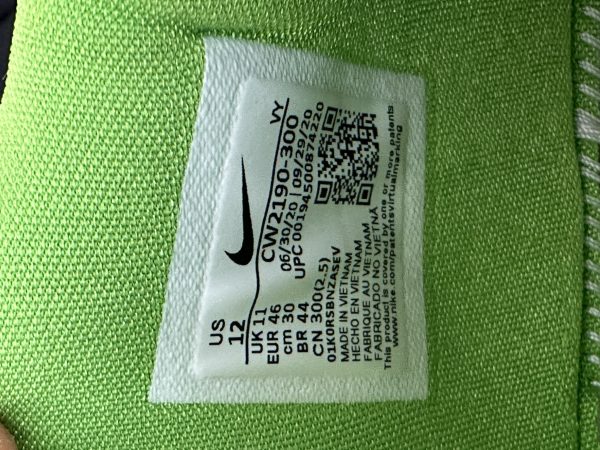 US
12
UK 11
EUR 46
cm 30
BR 44
CN 300(2.5)
VY
CW2190-300
06/30/20 | 09/29/20
UPC 00194500874220
01K0RSBNZASEV
MADE IN VIETNAM
HECHO EN VIETNAM
FABRIQUE AU VIETNAM
FABRICADO NO VIETNÃ
This product is covered by one or more patents
www.nike.com/patentsvirtualmarking